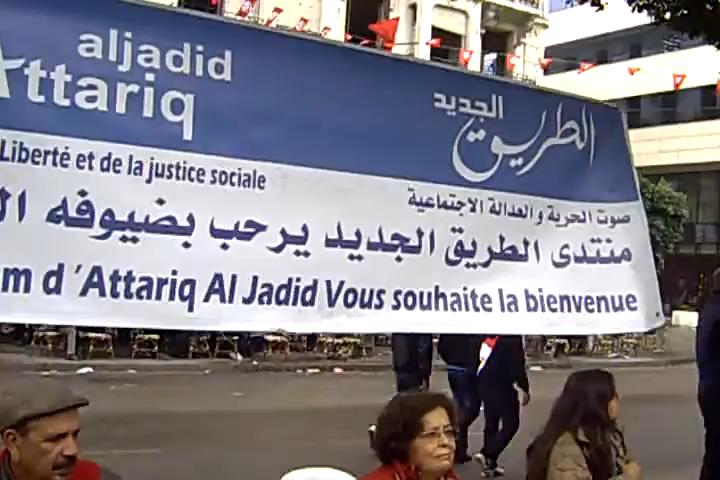 aljadid
Attariq
الجديد
الطريق
Liberté et de la justice sociale
صوت الحرية والعدالة الاجتماعية
منتدى الطريق الجديد يرحب بضيوفه
m d'Attariq Al Jadid Vous souhaite la bienvenue